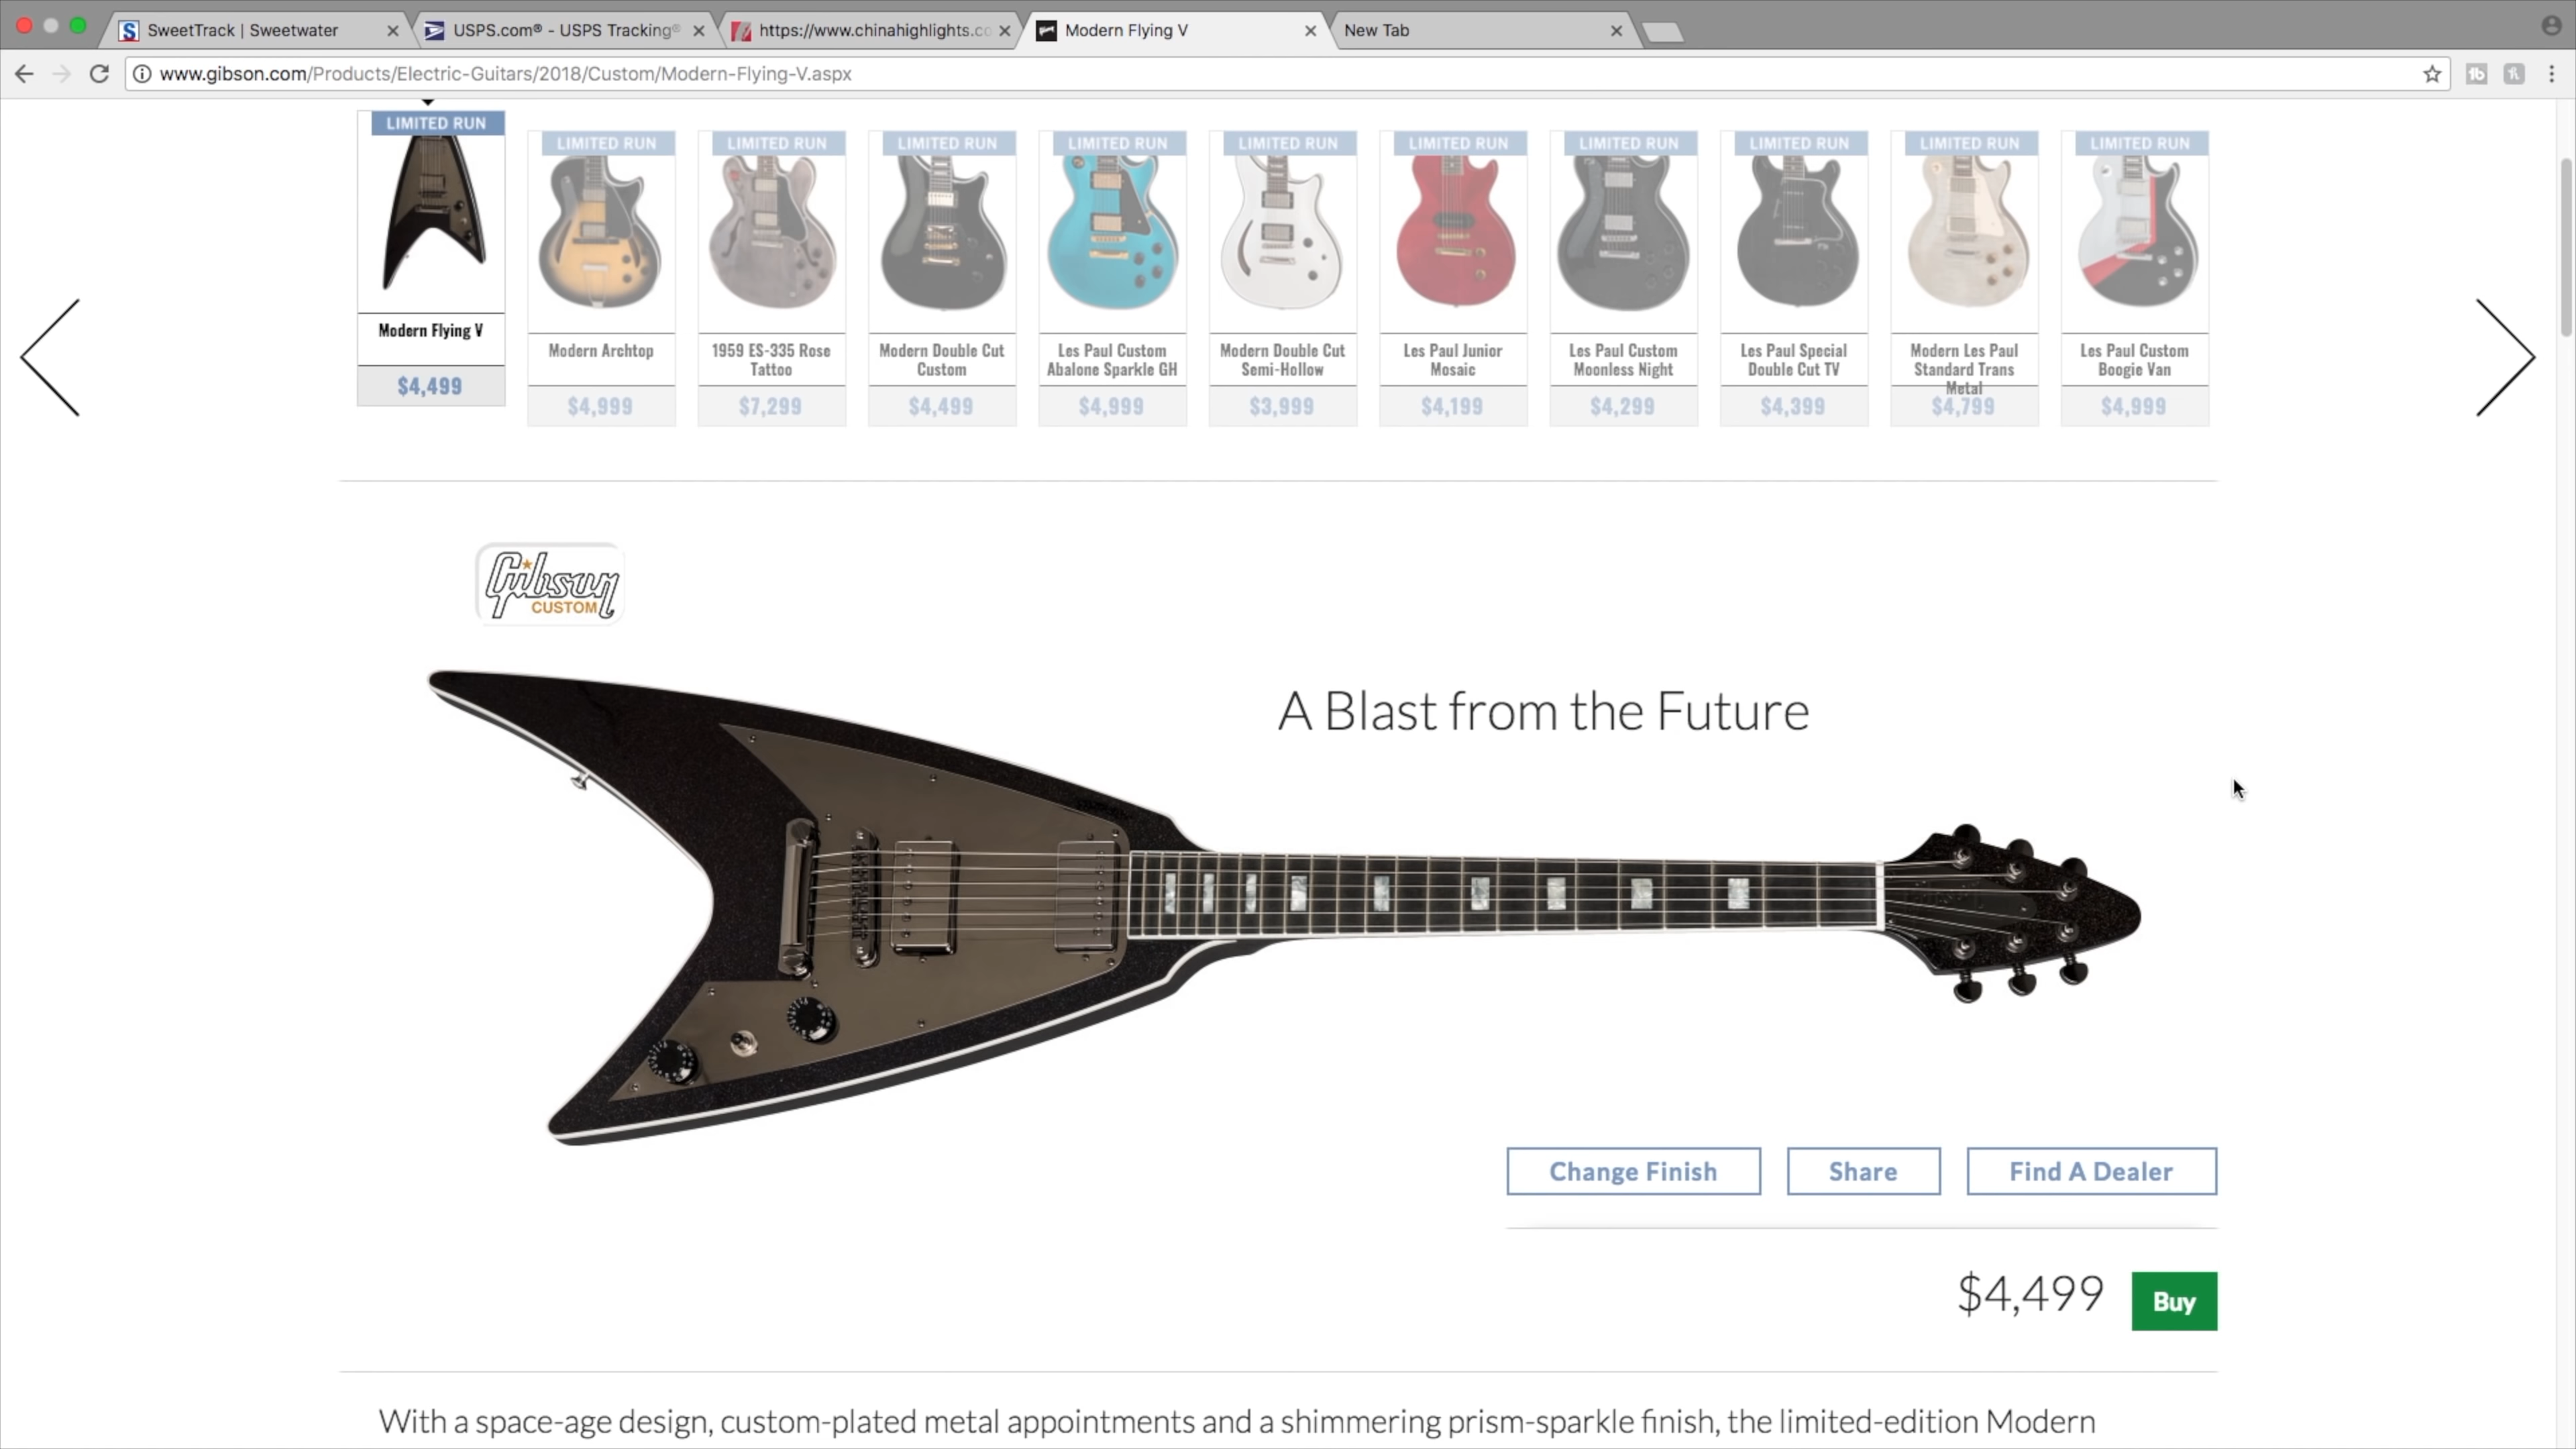 SweetTrack | Sweetwater
USPS.com® - USPS Tracking®
https://www.chinahighlights.co
Modern Flying V
New Tab
www.gibson.com/Products/Electric-Guitars/2018/Custom/Modern-Flying-V.aspx
LIMITED RUN
Modern Flying V
$4,499
LIMITED RUN
Modern Archtop
$4,999
LIMITED RUN
1959 ES-335 Rose
Tattoo
$7,299
LIMITED RUN
Modern Double Cut
Custom
$4,499
LIMITED RUN
Les Paul Custom
Abalone Sparkle GH
$4,999
LIMITED RUN
Modern Double Cut
Semi-Hollow
$3,999
LIMITED RUN
Les Paul Junior
Mosaic
$4,199
LIMITED RUN
Les Paul Custom
Moonless Night
$4,299
LIMITED RUN
Les Paul Special
Double Cut TV
$4,399
LIMITED RUN
Modern Les Paul
Standard Trans
Metal
$4,799
LIMITED RUN
Les Paul Custom
Boogie Van
$4,999
Gibson
CUSTOM
A Blast from the Future
Change Finish
Share
Find A Dealer
$4,499
Buy
With a space-age design, custom-plated metal appointments and a shimmering prism-sparkle finish, the limited-edition Modern